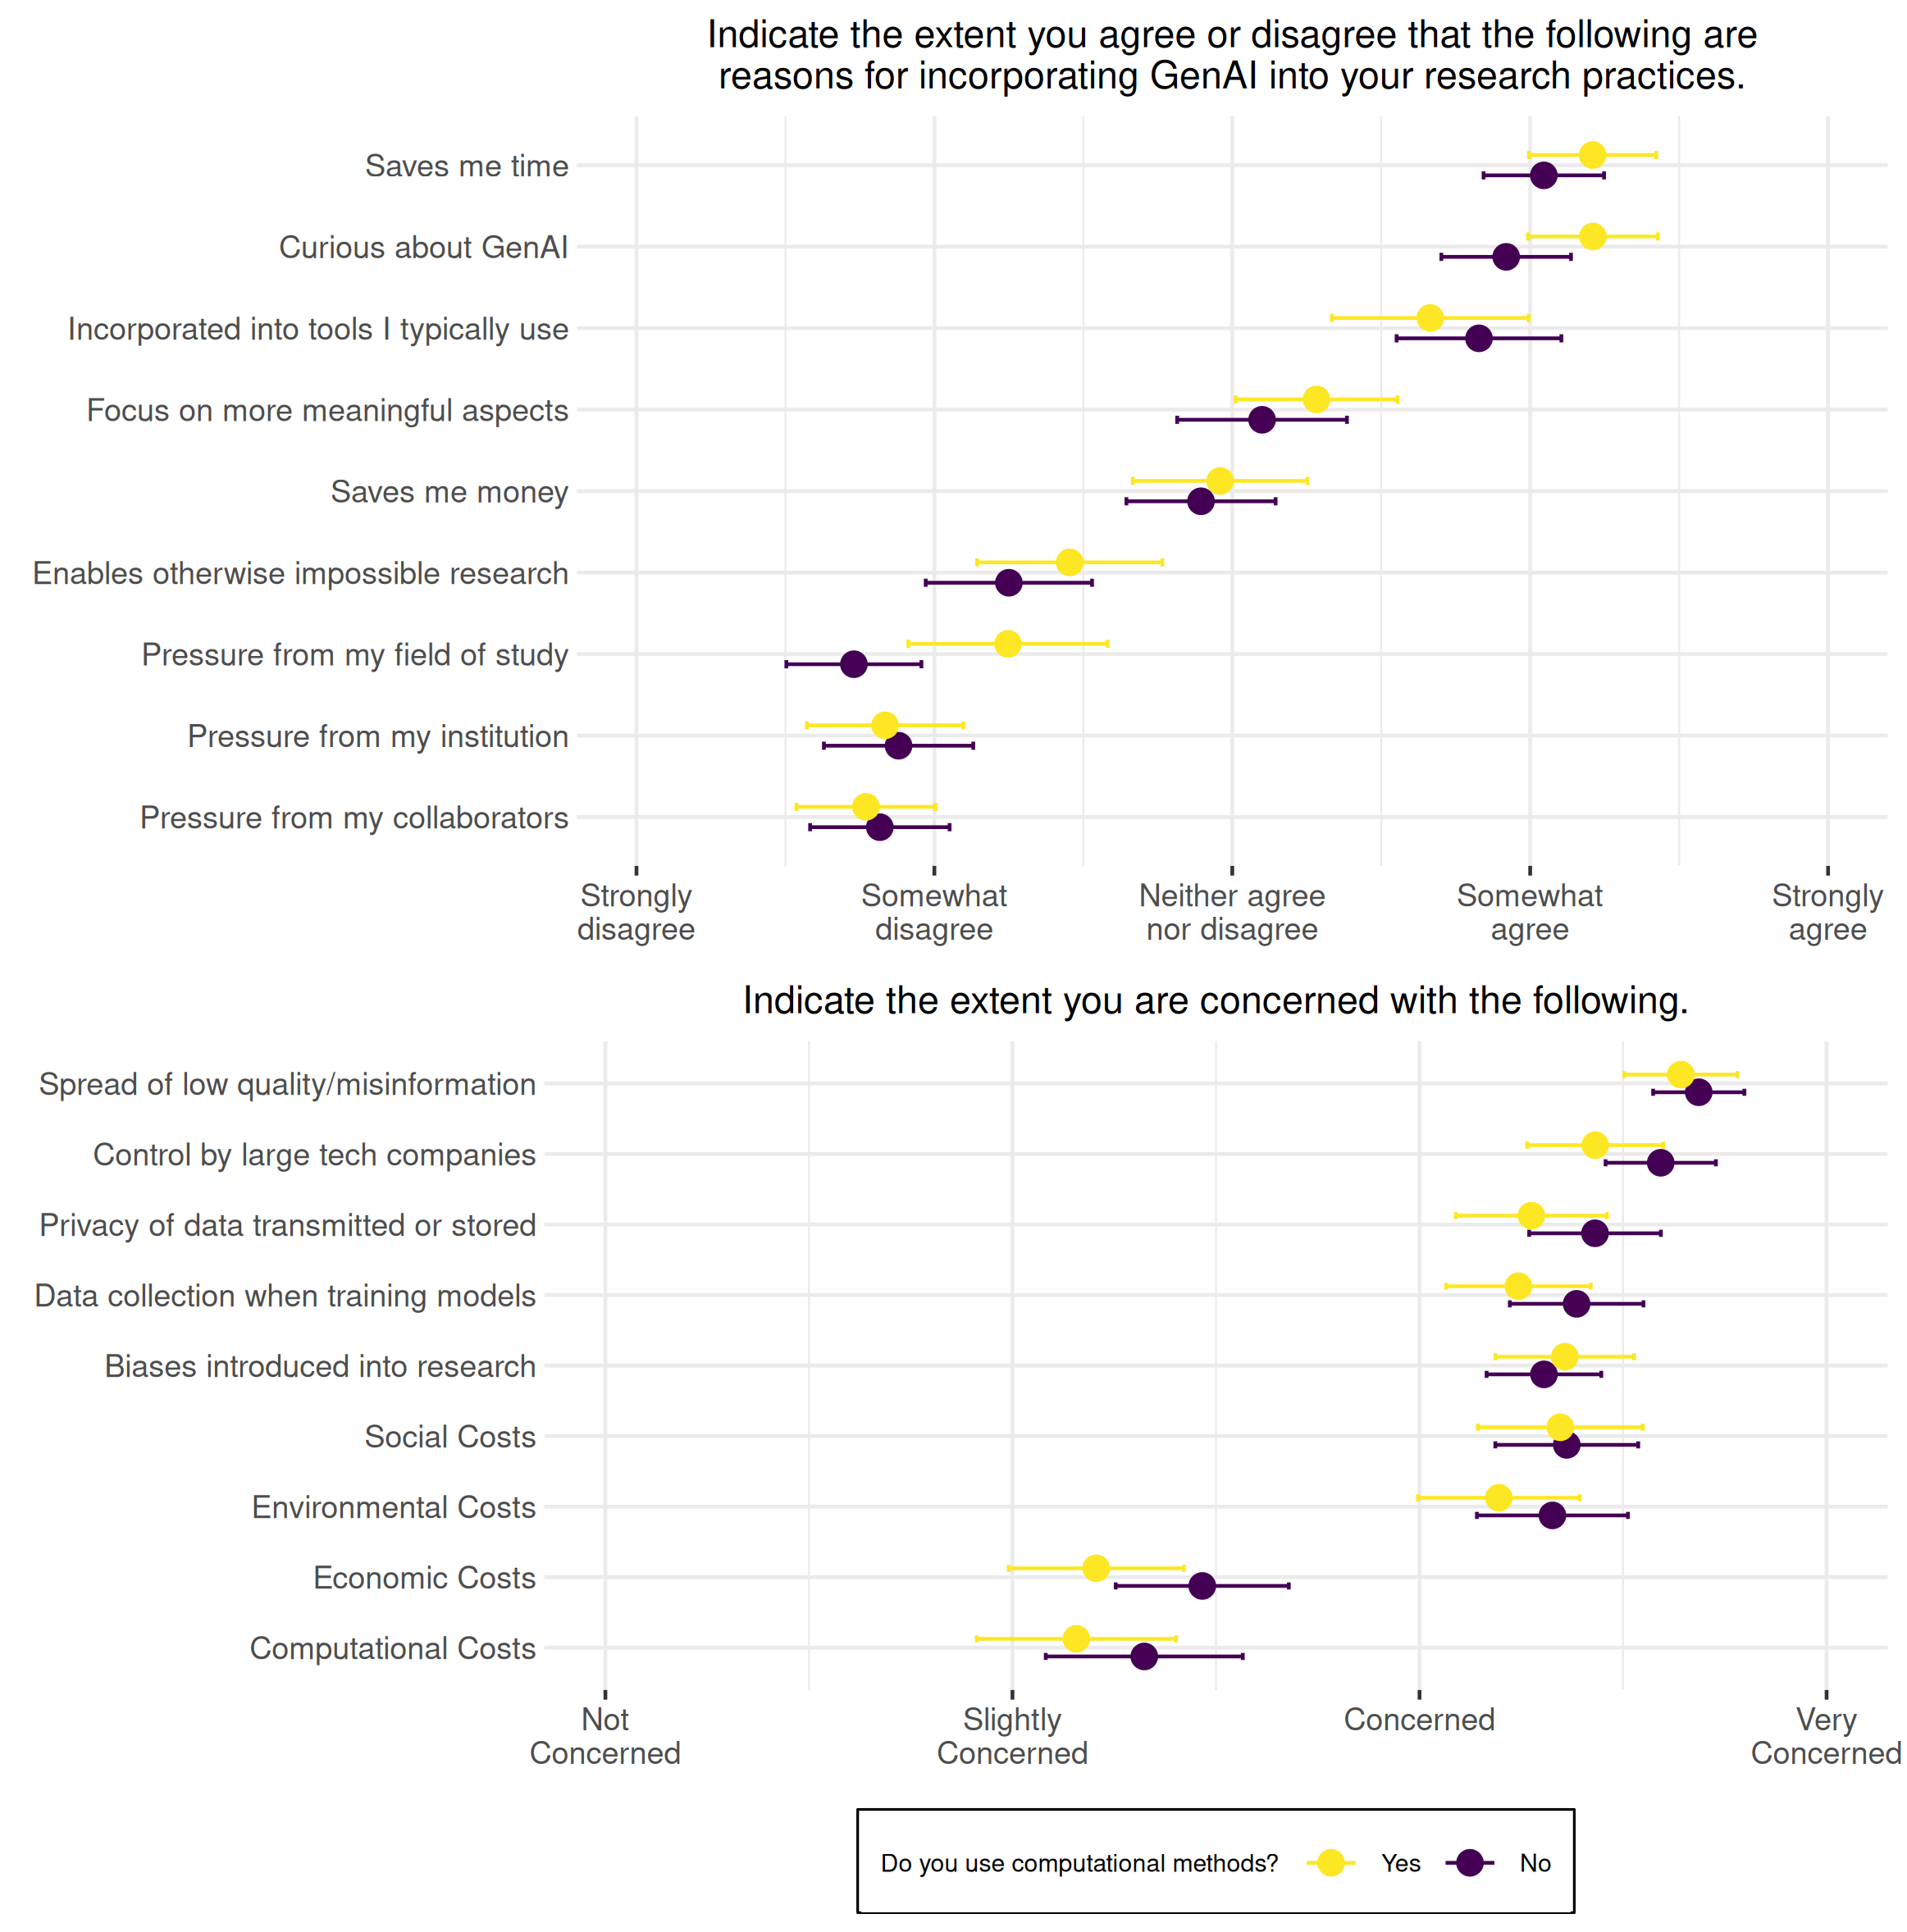 Indicate the extent you agree or disagree that the following are
reasons for incorporating GenAI into your research practices.
Saves me time
Curious about GenAI
Incorporated into tools I typically use
Focus on more meaningful aspects
Saves me money
Enables otherwise impossible research
Pressure from my field of study
Pressure from my institution
Pressure from my collaborators
Strongly disagree
Somewhat disagree
Neither agree nor disagree
Somewhat agree
Strongly agree
Indicate the extent you are concerned with the following.
Spread of low quality/misinformation
Control by large tech companies
Privacy of data transmitted or stored
Data collection when training models
Biases introduced into research
Social Costs
Environmental Costs
Economic Costs
Computational Costs
Not Concerned
Slightly Concerned
Concerned
Very Concerned
Do you use computational methods? Yes No